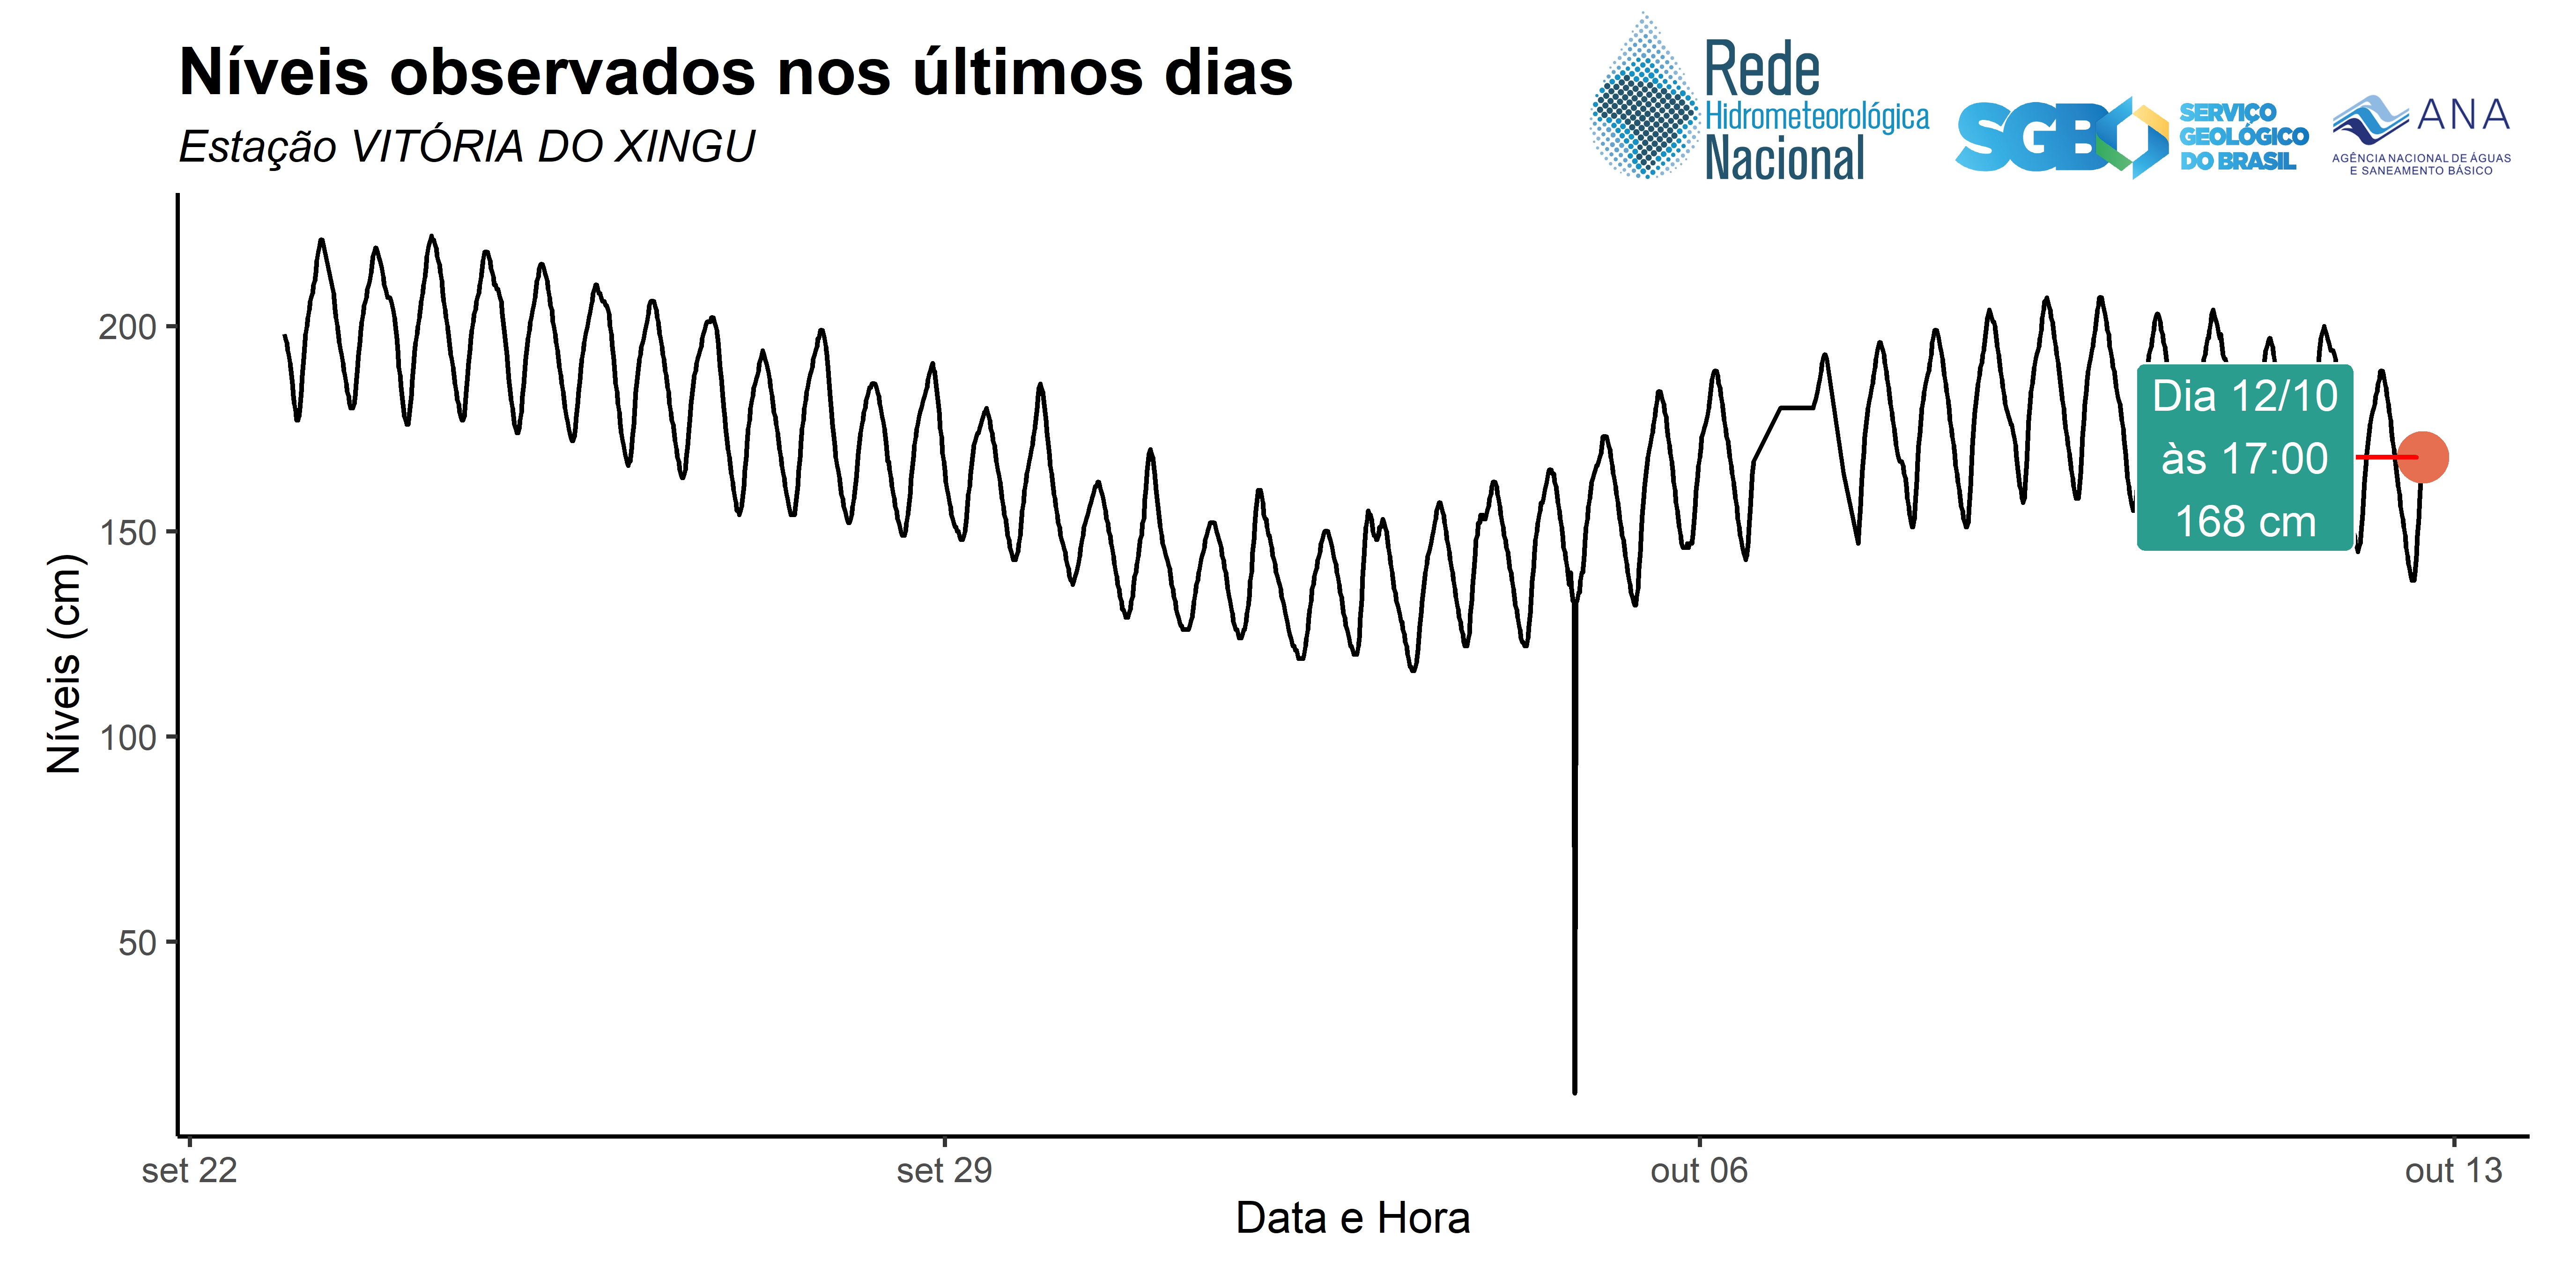 Níveis observados nos últimos dias
Estação VITÓRIA DO XINGU
Rede
Hidrometeorológica
Nacional
SGB
SERVIÇO
GEOLÓGICO
DO BRASIL
ANA
AGÊNCIA NACIONAL DE ÁGUAS
E SANEAMENTO BÁSICO
Níveis (cm)
200
150
100
50
Dia 12/10
às 17:00
168 cm
set 22
set 29
out 06
out 13
Data e Hora